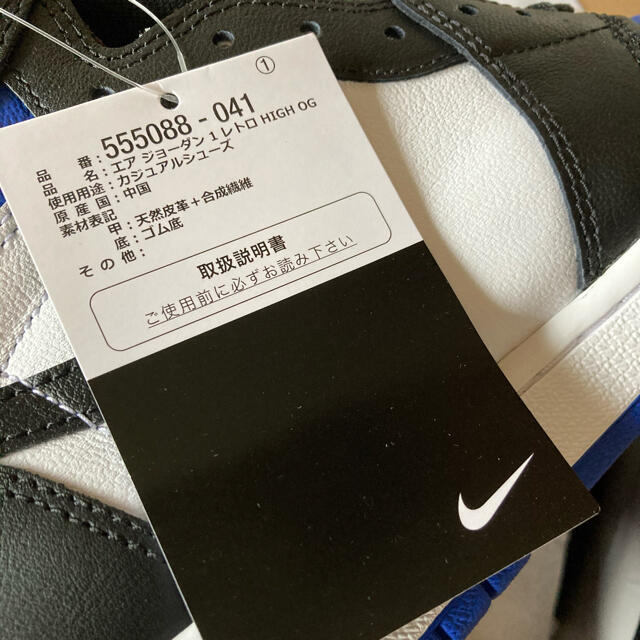 ①
品番：555088 - 041
品名：エア ジョーダン 1 レトロ HIGH OG
使用用途：カジュアルシューズ
原産国：中国
素材表記
甲：天然皮革＋合成繊維
底：ゴム底
その他：
取扱説明書
ご使用前に必ずお読み下さい